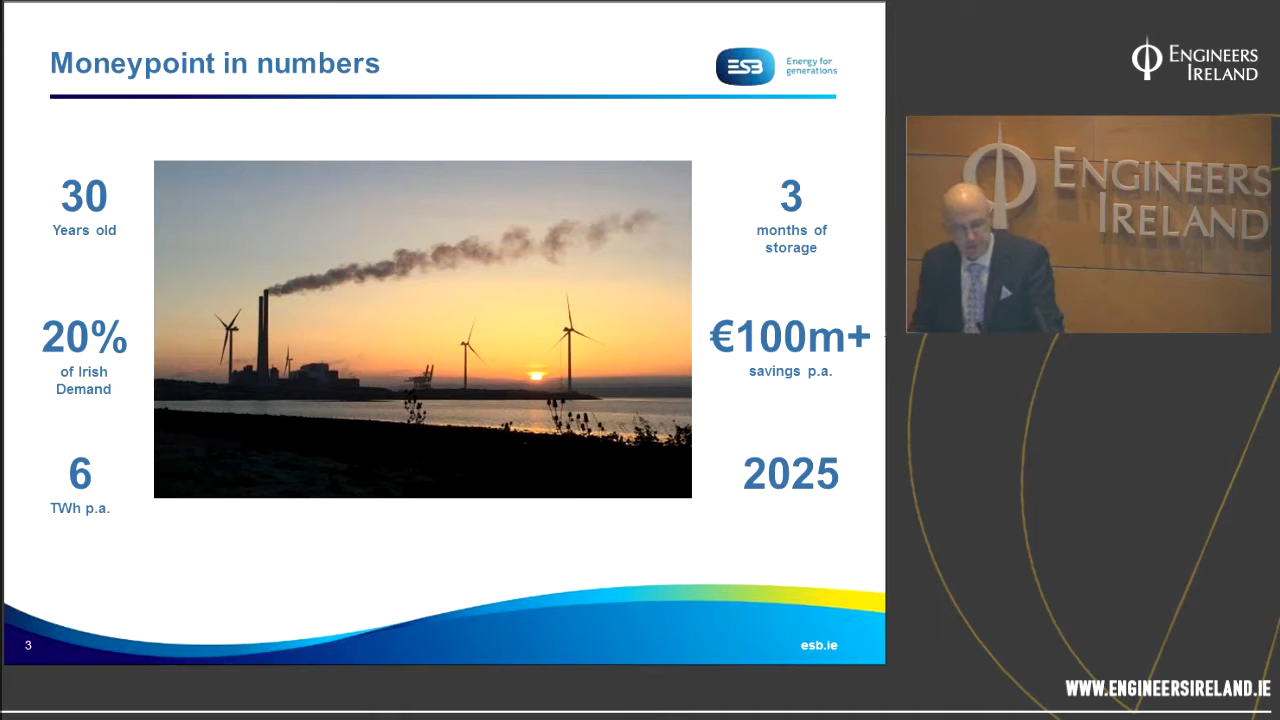 Moneypoint in numbers
ESB
Energy for
generations
30
Years old
20%
of Irish
Demand
6
TWh p.a.
3
months of
storage
€100m+
savings p.a.
2025
3
esb.ie
ENGINEERS
IRELAND
ENGINEERS
IRELAND
WWW.ENGINEERSIRELAND.IE